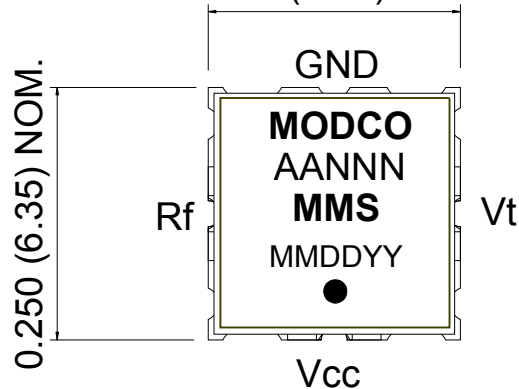 GND
MODCO
AANNN
MMS
MMDDYY
Rf
Vt
Vcc
0.250 (6.35) NOM.